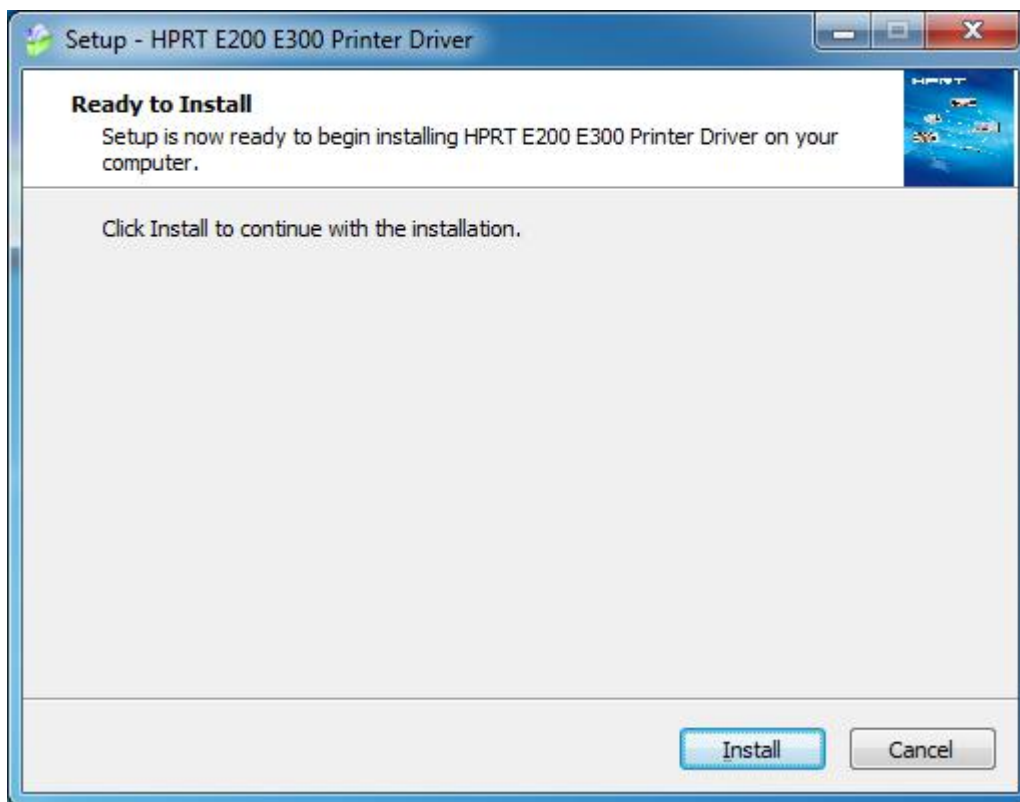 Setup - HPRT E200 E300 Printer Driver
Ready to Install
Setup is now ready to begin installing HPRT E200 E300 Printer Driver on your
computer.
HPRT
Click Install to continue with the installation.
Install
Cancel